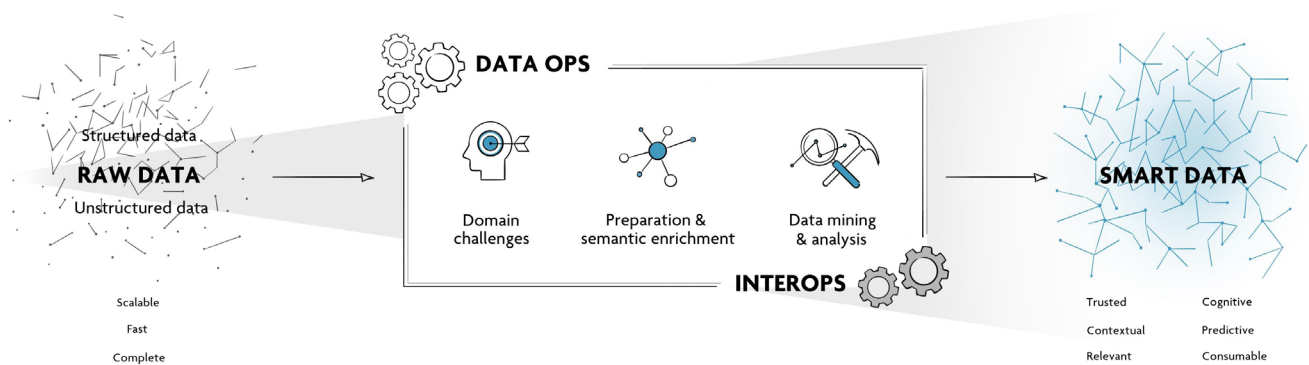 Structured data
RAW DATA
Unstructured data
Scalable
Fast
Complete
DATA OPS
Domain
challenges
Preparation &
semantic enrichment
Data mining
& analysis
INTEROPS
SMART DATA
Trusted
Contextual
Relevant
Cognitive
Predictive
Consumable